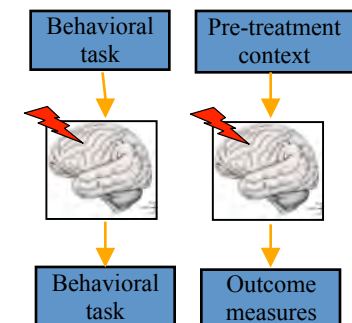 Behavioral
task
Pre-treatment
context
Behavioral
task
Outcome
measures